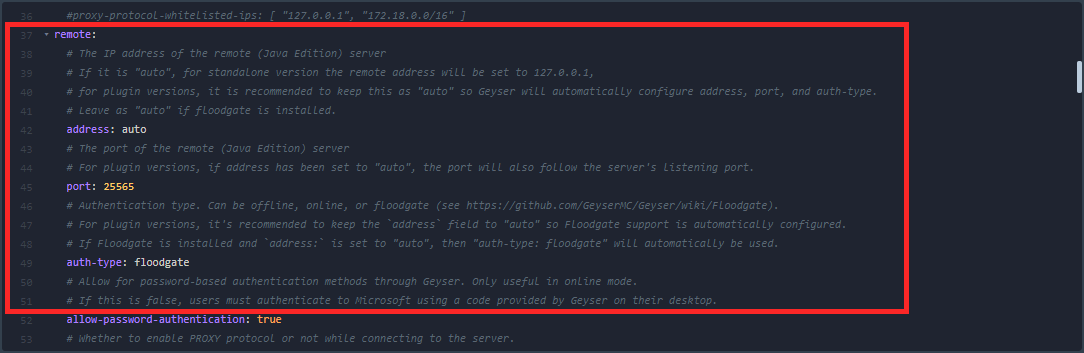 36 #proxy-protocol-whitelisted-ips: [ "127.0.0.1", "172.18.0.0/16" ]
37 remote:
38 # The IP address of the remote (Java Edition) server
39 # If it is "auto", for standalone version the remote address will be set to 127.0.0.1,
40 # for plugin versions, it is recommended to keep this as "auto" so Geyser will automatically configure address, port, and auth-type.
41 # Leave as "auto" if floodgate is installed.
42 address: auto
43 # The port of the remote (Java Edition) server
44 # For plugin versions, if address has been set to "auto", the port will also follow the server's listening port.
45 port: 25565
46 # Authentication type. Can be offline, online, or floodgate (see https://github.com/GeyserMC/Geyser/wiki/Floodgate).
47 # For plugin versions, it's recommended to keep the `address` field to "auto" so Floodgate support is automatically configured.
48 # If Floodgate is installed and `address:` is set to "auto", then "auth-type: floodgate" will automatically be used.
49 auth-type: floodgate
50 # Allow for password-based authentication methods through Geyser. Only useful in online mode.
51 # If this is false, users must authenticate to Microsoft using a code provided by Geyser on their desktop.
52 allow-password-authentication: true
53 # Whether to enable PROXY protocol or not while connecting to the server.